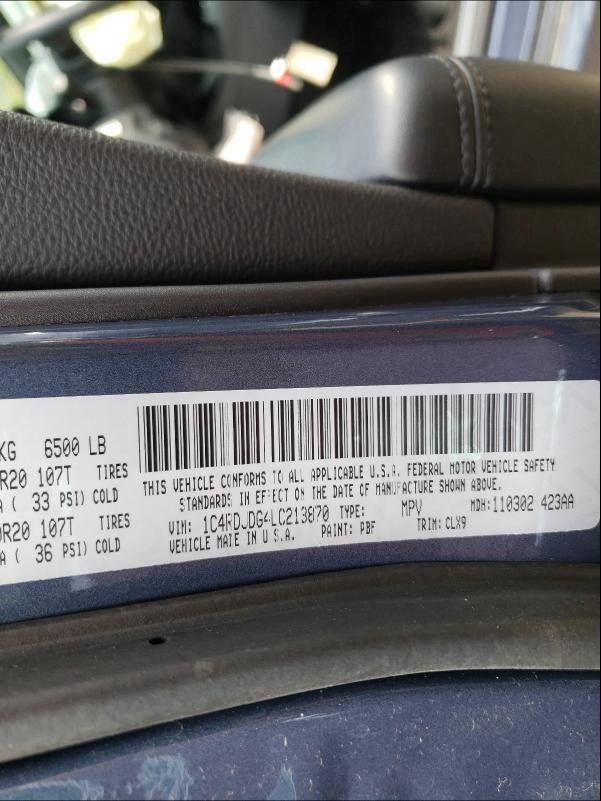 KG 6500 LB
R20 107T TIRES
( 33 PSI) COLD
R20 107T
( 36 PSI) COLD
THIS VEHICLE CONFORMS TO ALL APPLICABLE U.S.A. FEDERAL MOTOR VEHICLE SAFETY
STANDARDS IN EFFECT ON THE DATE OF MANUFACTURE SHOWN ABOVE.
VIN: 1C4RDJDG4LC213870 TYPE: MPV MDH:110302 423AA
VEHICLE MADE IN U.S.A. PAINT: PBF TRIM: CLX9